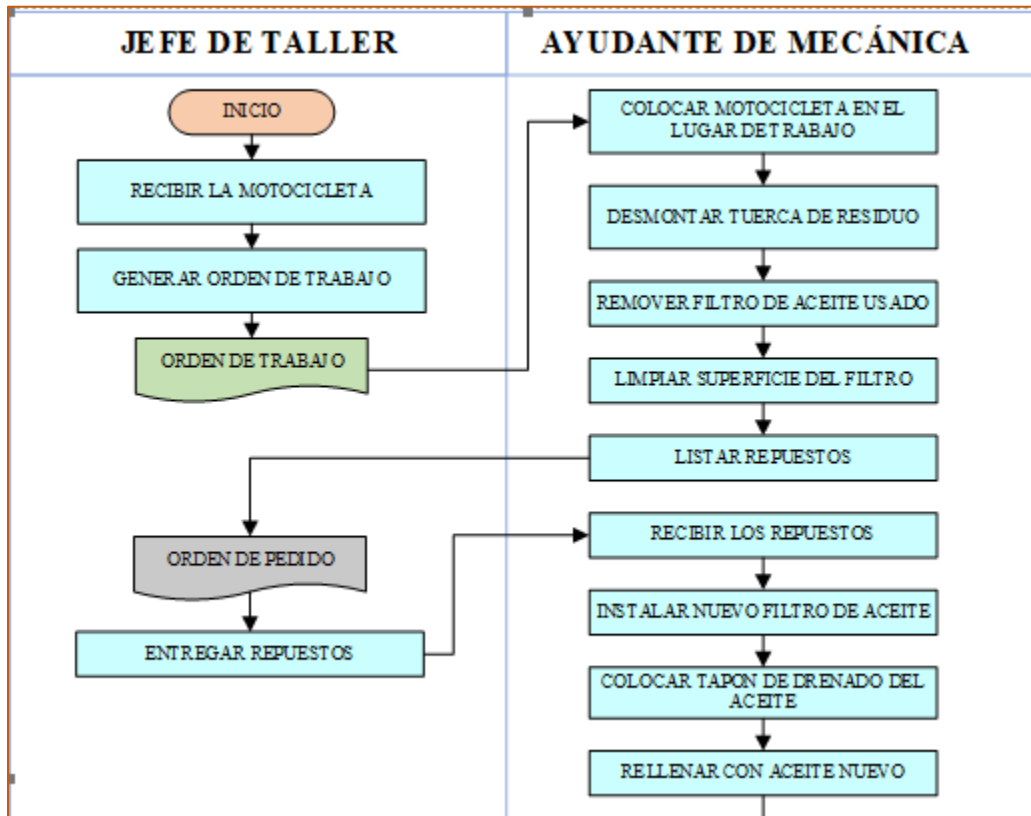 JEFE DE TALLER
AYUDANTE DE MECÁNICA
INICIO
RECIBIR LA MOTOCICLETA
GENERAR ORDEN DE TRABAJO
ORDEN DE TRABAJO
COLOCAR MOTOCICLETA EN EL
LUGAR DE TRABAJO
DESMONTAR TUERCA DE RESIDUO
REMOVER FILTRO DE ACEITE USADO
LIMPIAR SUPERFICIE DEL FILTRO
LISTAR REPUESTOS
ORDEN DE PEDIDO
ENTREGAR REPUESTOS
RECIBIR LOS REPUESTOS
INSTALAR NUEVO FILTRO DE ACEITE
COLOCAR TAPON DE DRENADO DEL
ACEITE
RELLENAR CON ACEITE NUEVO